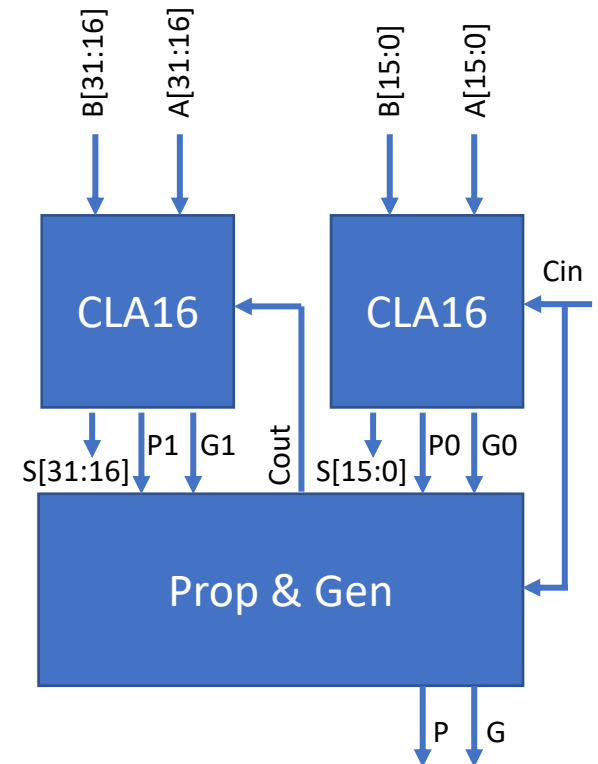 B[31:16]
A[31:16]
B[15:0]
A[15:0]
Cin
CLA16
CLA16
P1
G1
Cout
P0
G0
S[31:16]
S[15:0]
Prop & Gen
P
G